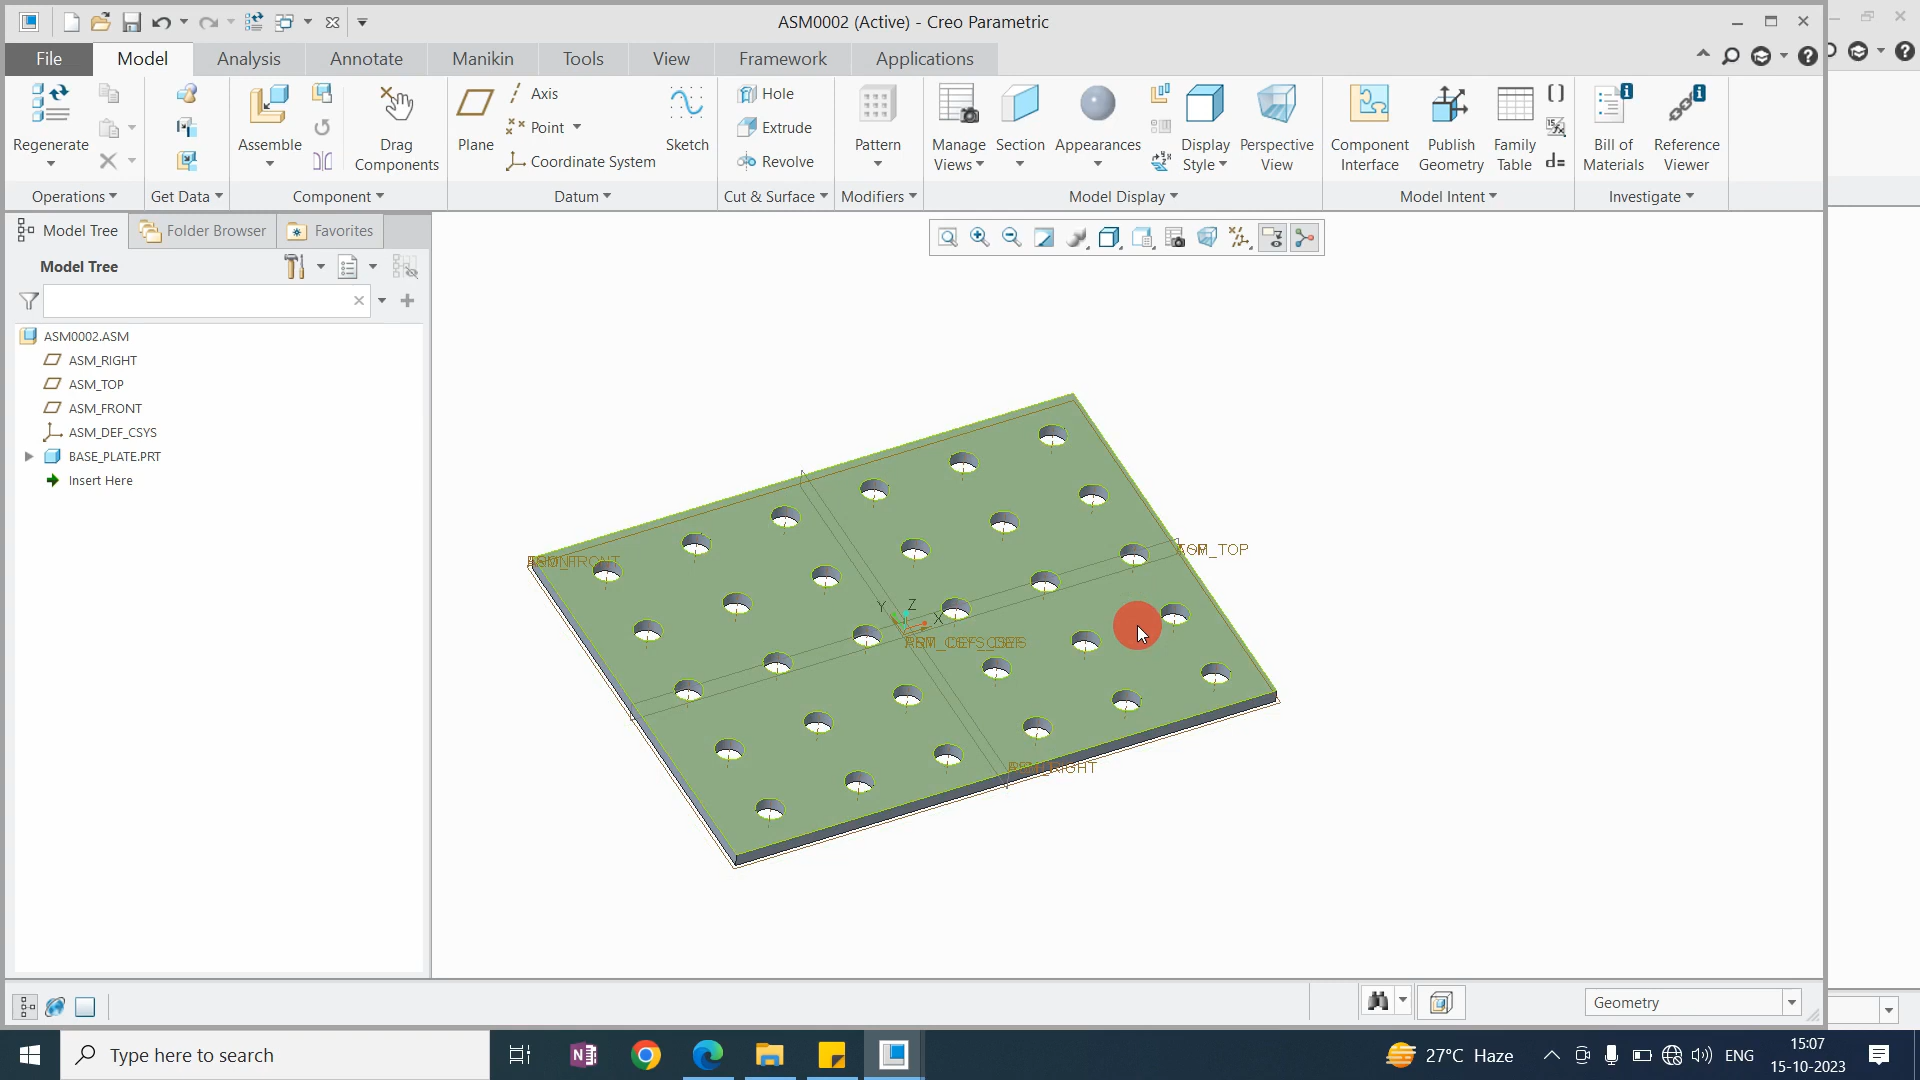 ASM0002 (Active) - Creo Parametric
File
Model
Analysis
Annotate
Manikin
Tools
View
Framework
Applications
Regenerate
Operations
Get Data
Assemble
Drag
Components
Component
Plane
Axis
Point
Coordinate System
Sketch
Datum
Hole
Extrude
Revolve
Cut & Surface
Pattern
Modifiers
Manage
Views
Section
Appearances
Display
Style
Perspective
View
Model Display
Component
Interface
Publish
Geometry
Family
Table
Model Intent
Bill of
Materials
Reference
Viewer
Investigate
Model Tree
Folder Browser
Favorites
Model Tree
ASM0002.ASM
ASM_RIGHT
ASM_TOP
ASM_FRONT
ASM_DEF_CSYS
BASE_PLATE.PRT
Insert Here
Y
Z
X
Geometry
Type here to search
27°C Haze
ENG
15:07
15-10-2023